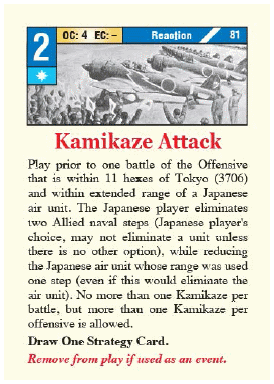 2 OC: 4 EC: – Reaction 81
Kamikaze Attack
Play prior to one battle of the Offensive
that is within 11 hexes of Tokyo (3706)
and within extended range of a Japanese
air unit. The Japanese player eliminates
two Allied naval steps (Japanese player's
choice, may not eliminate a unit unless
there is no other option), while reducing
the Japanese air unit whose range was used
one step (even if this would eliminate the
air unit). No more than one Kamikaze per
battle, but more than one Kamikaze per
offensive is allowed.
Draw One Strategy Card.
Remove from play if used as an event.